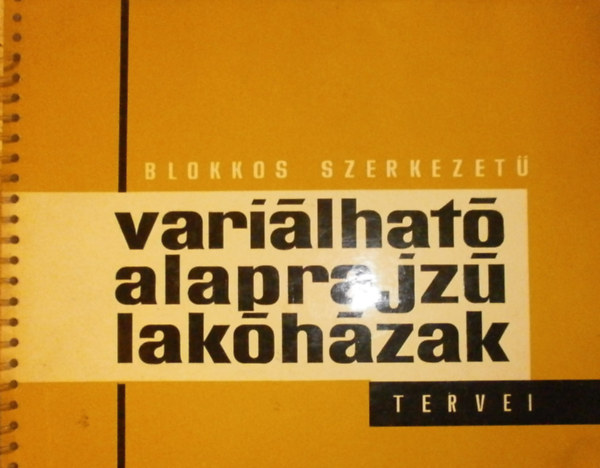 BLOKKOS SZERKEZETŰ
variálható
alaprajzú
lakóházak
TERVEI